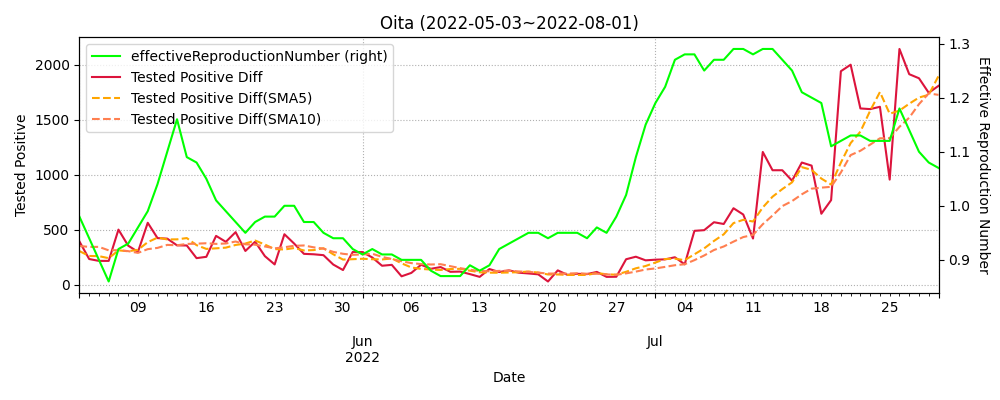 Oita (2022-05-03~2022-08-01)
effectiveReproductionNumber (right)
Tested Positive Diff
Tested Positive Diff(SMA5)
Tested Positive Diff(SMA10)
Tested Positive
2000
1500
1000
500
0
1.3
1.2
1.1
1.0
0.9
Effective Reproduction Number
09 16 23 30 06 13 20 27 04 11 18 25
Jun Jul
2022
Date